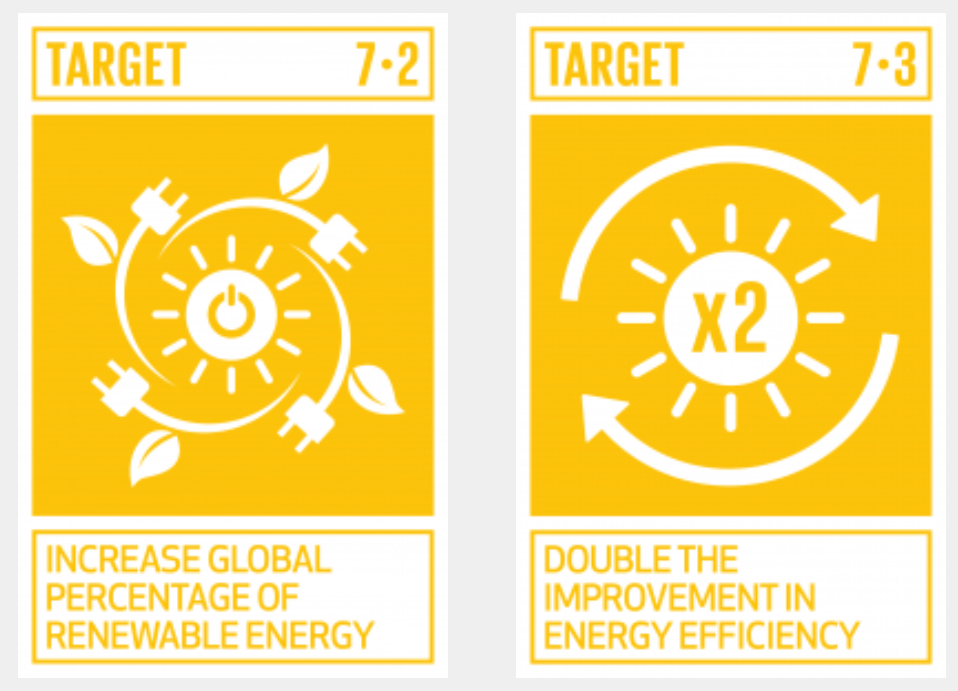 TARGET 7·2
INCREASE GLOBAL
PERCENTAGE OF
RENEWABLE ENERGY
TARGET 7·3
x2
DOUBLE THE
IMPROVEMENT IN
ENERGY EFFICIENCY